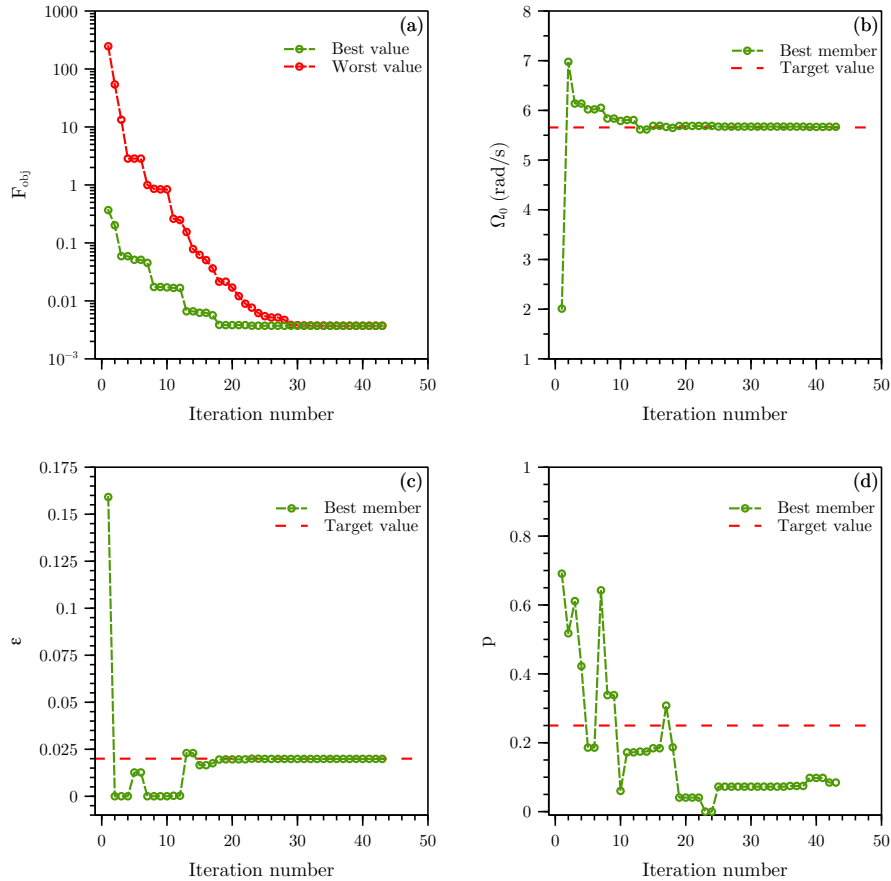 (a)
Best value
Worst value
1000
100
10
1
0.1
0.01
10⁻³
F_obj
0 10 20 30 40 50
Iteration number
(b)
Best member
Target value
8
7
6
5
4
3
2
1
Ω₀ (rad/s)
0 10 20 30 40 50
Iteration number
(c)
Best member
Target value
0.175
0.15
0.125
0.1
0.075
0.05
0.025
0
ε
0 10 20 30 40 50
Iteration number
(d)
Best member
Target value
1
0.8
0.6
0.4
0.2
0
p
0 10 20 30 40 50
Iteration number